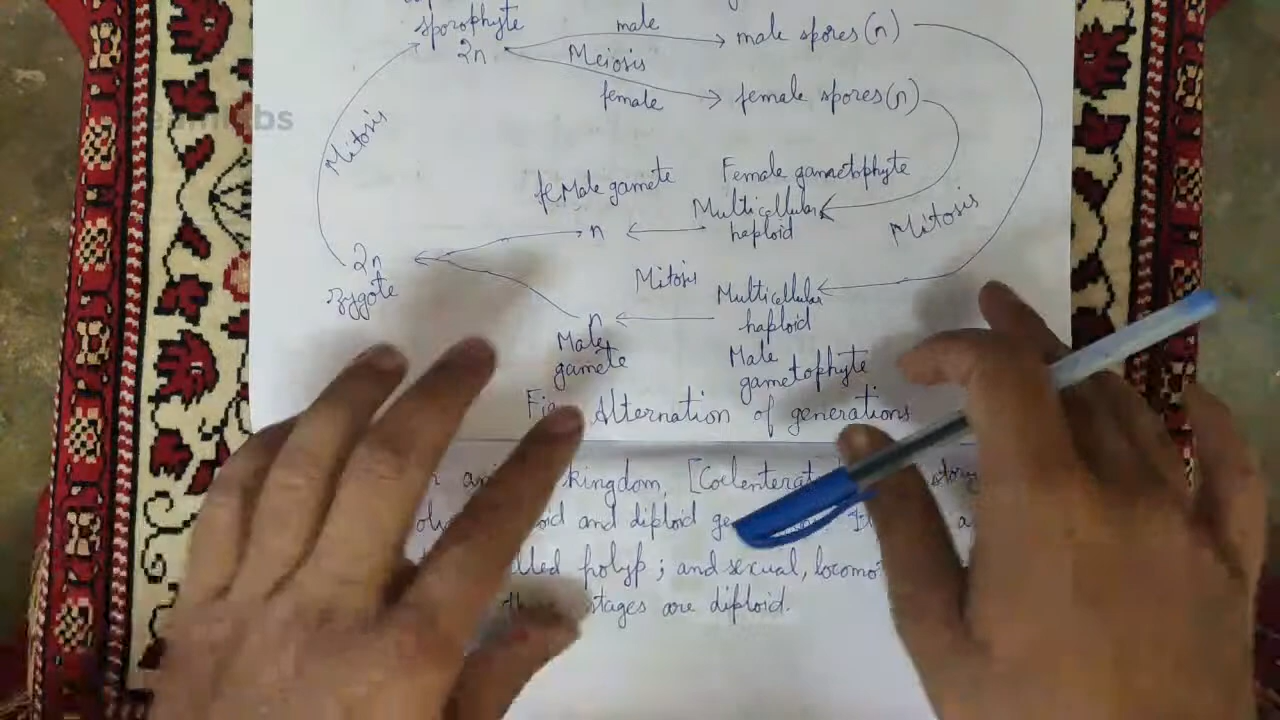 sporophyte
2n
male
Meiosis
female
male spores (n)
female spores (n)
Mitosis
feMale gamete
n
Female gametophyte
Multicellular
haploid
Mitosis
2n
zygote
Mitosis
n
Male
gamete
Multicellular
haploid
Male
gametophyte
Alternation of generations
kingdom, [Coelenterat
and diploid
polyp ; and sexual,
stages are diploid.